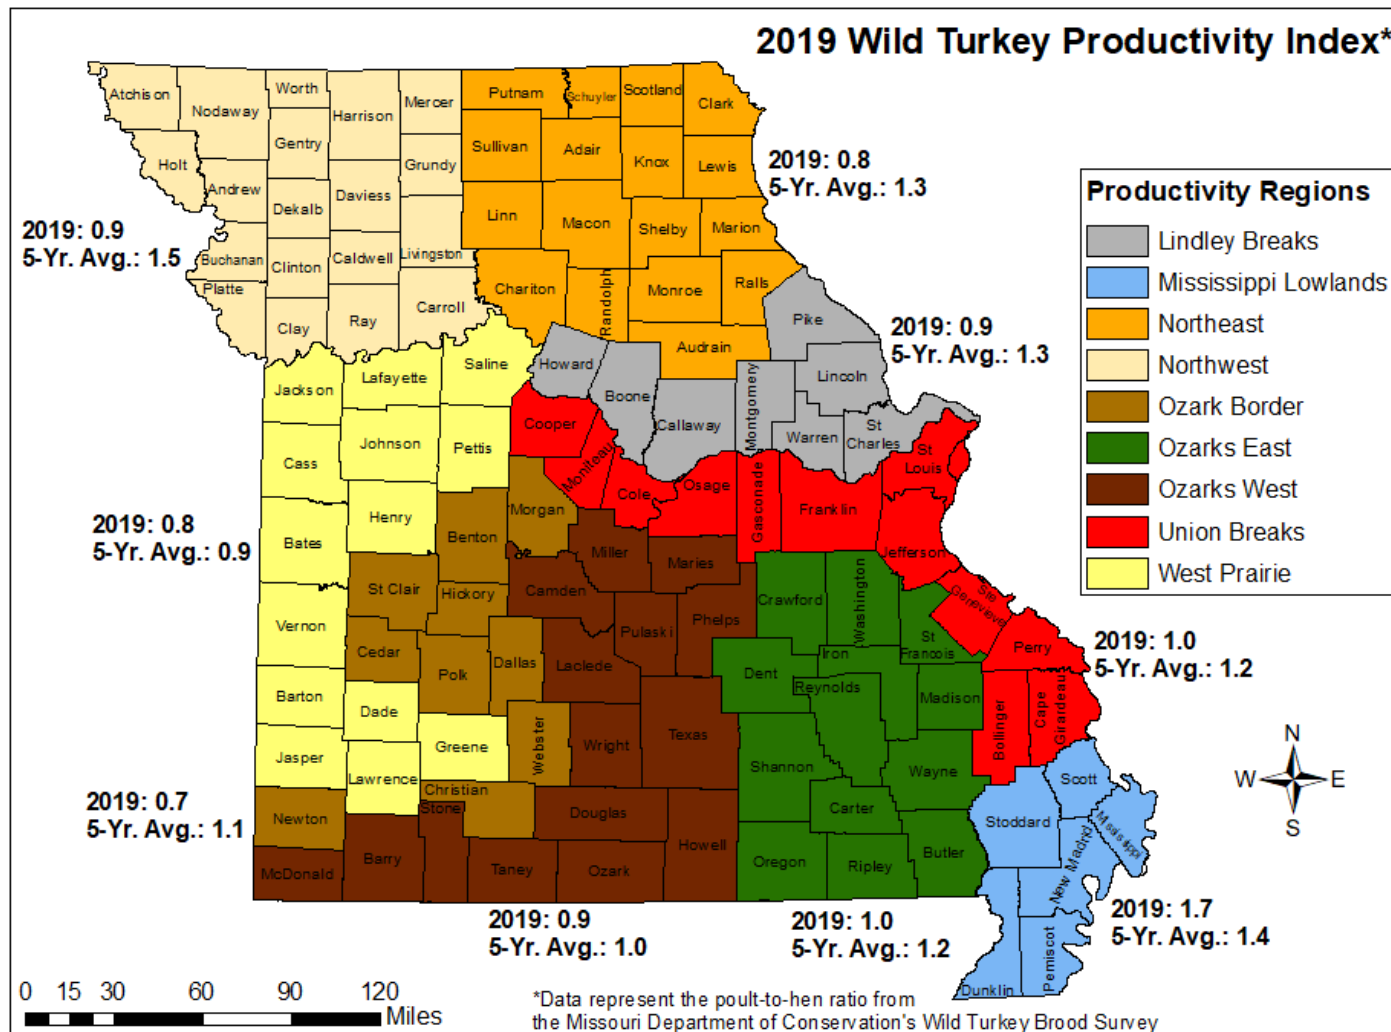 2019 Wild Turkey Productivity Index*
Atchison
Nodaway
Worth
Harrison
Mercer
Putnam
Schuyler
Scotland
Clark
Holt
Gentry
Grundy
Sullivan
Adair
Knox
Lewis
Andrew
Dekalb
Daviess
Linn
Macon
Shelby
Marion
Buchanan
Clinton
Caldwell
Livingston
Chariton
Randolph
Monroe
Ralls
Platte
Clay
Ray
Carroll
Audrain
Pike
Jackson
Lafayette
Saline
Howard
Boone
Callaway
Montgomery
Lincoln
Warren
St
Charles
Cass
Johnson
Pettis
Cooper
Moniteau
Cole
Osage
Gasconade
Franklin
St
Louis
Jefferson
Bates
Henry
Benton
Morgan
Miller
Maries
Crawford
Washington
Ste
Genevieve
St
Francois
Perry
Vernon
St Clair
Hickory
Camden
Pulaski
Phelps
Dent
Iron
Reynolds
Madison
Bollinger
Cape
Girardeau
Cedar
Polk
Dallas
Laclede
Barton
Dade
Greene
Webster
Wright
Texas
Shannon
Wayne
Jasper
Lawrence
Christian
Stone
Douglas
Howell
Carter
Butler
Stoddard
Scott
Mississippi
New Madrid
Newton
McDonald
Barry
Taney
Ozark
Oregon
Ripley
Dunklin
Pemiscot
2019: 0.9
5-Yr. Avg.: 1.5
2019: 0.8
5-Yr. Avg.: 1.3
2019: 0.9
5-Yr. Avg.: 1.3
2019: 0.8
5-Yr. Avg.: 0.9
2019: 1.0
5-Yr. Avg.: 1.2
2019: 0.7
5-Yr. Avg.: 1.1
2019: 0.9
5-Yr. Avg.: 1.0
2019: 1.0
5-Yr. Avg.: 1.2
2019: 1.7
5-Yr. Avg.: 1.4
Productivity Regions
Lindley Breaks
Mississippi Lowlands
Northeast
Northwest
Ozark Border
Ozarks East
Ozarks West
Union Breaks
West Prairie
N
W E
S
0 15 30 60 90 120
Miles
*Data represent the poult-to-hen ratio from
the Missouri Department of Conservation's Wild Turkey Brood Survey